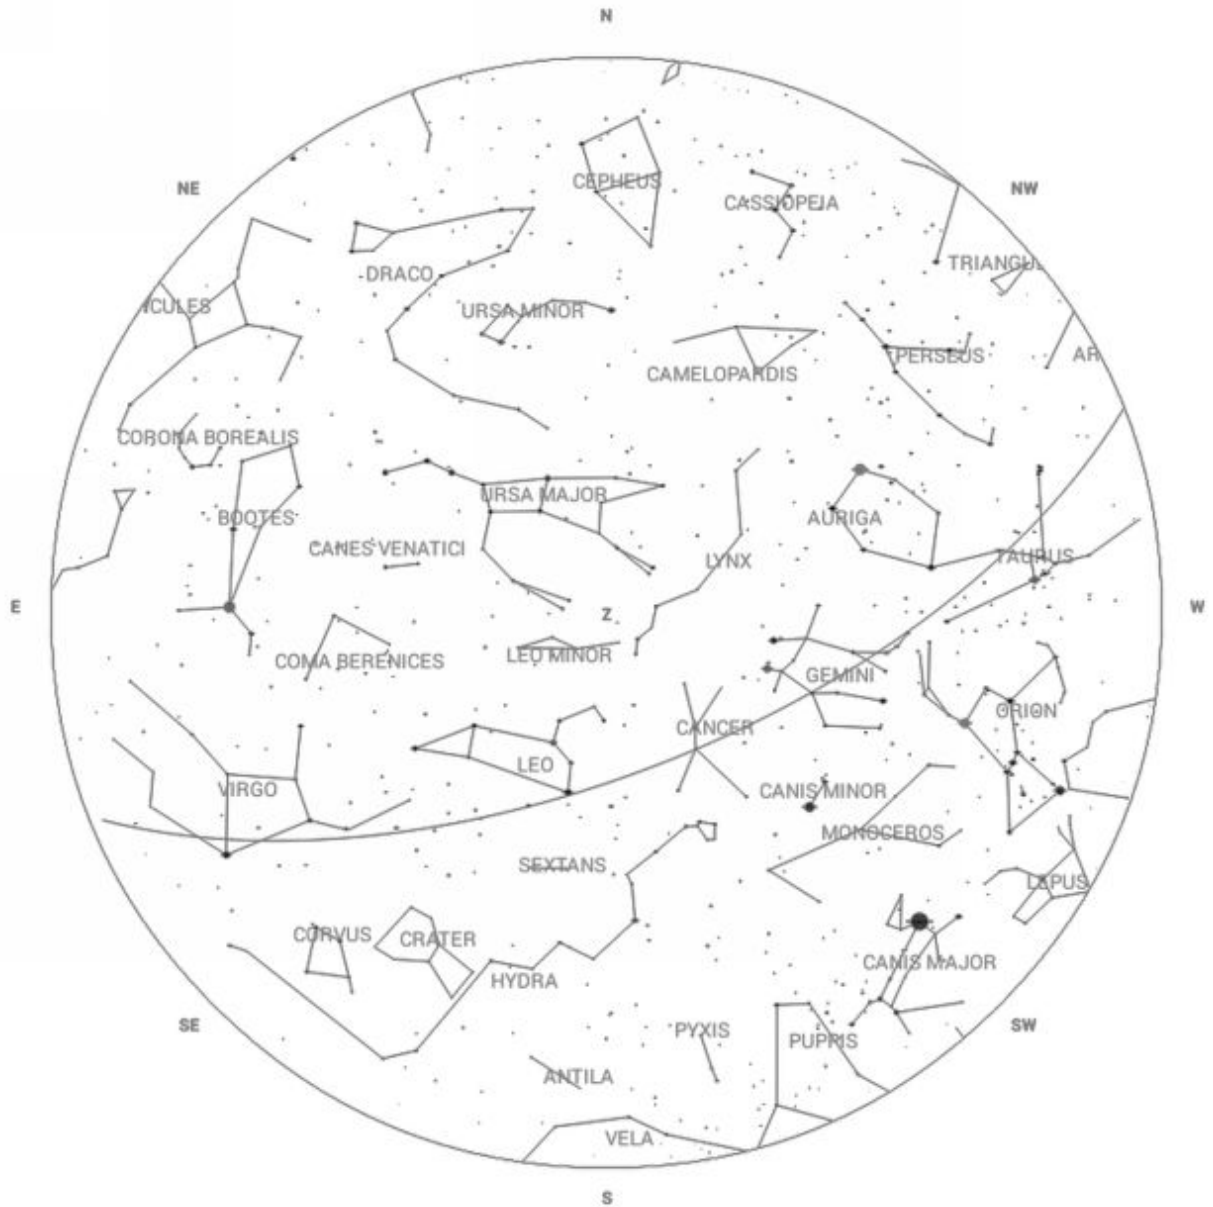 N
CEPHEUS
NE
NW
CASSIOPEJA
TRIANGUL
DRACO
URSA MINOR
CULES
PERSEUS
AR
CAMELOPARDIS
CORONA BOREALIS
URSA MAJOR
BOOTES
AURIGA
CANES VENATICI
TAURUS
LYNX
E
Z
W
LEO MINOR
COMA BERENICES
GEMINI
ORION
CANCER
LEO
VIRGO
CANIS MINOR
MONOCEROS
SEXTANS
LEPUS
CORVUS
CRATER
CANIS MAJOR
HYDRA
SE
PYXIS
SW
PUPPIS
ANTILA
VELA
S